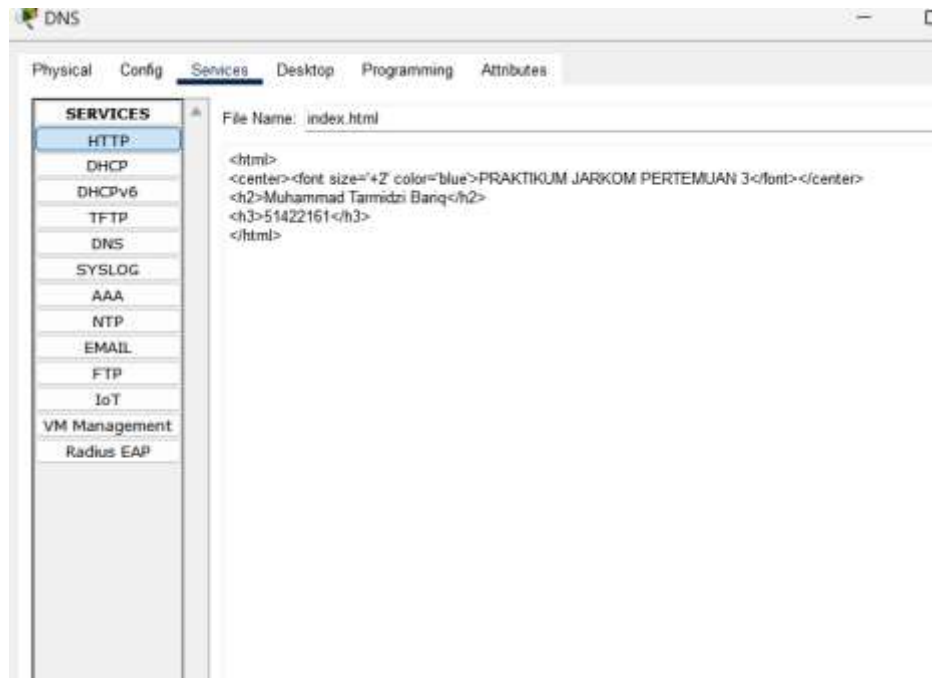 DNS
Physical Config Services Desktop Programming Attributes
SERVICES
HTTP
DHCP
DHCPv6
TFTP
DNS
SYSLOG
AAA
NTP
EMAIL
FTP
IoT
VM Management
Radius EAP
File Name: index.html
<html>
<center><font size='+2' color='blue'>PRAKTIKUM JARKOM PERTEMUAN 3</font></center>
<h2>Muhammad Tarmidzi Bariq</h2>
<h3>51422161</h3>
</html>